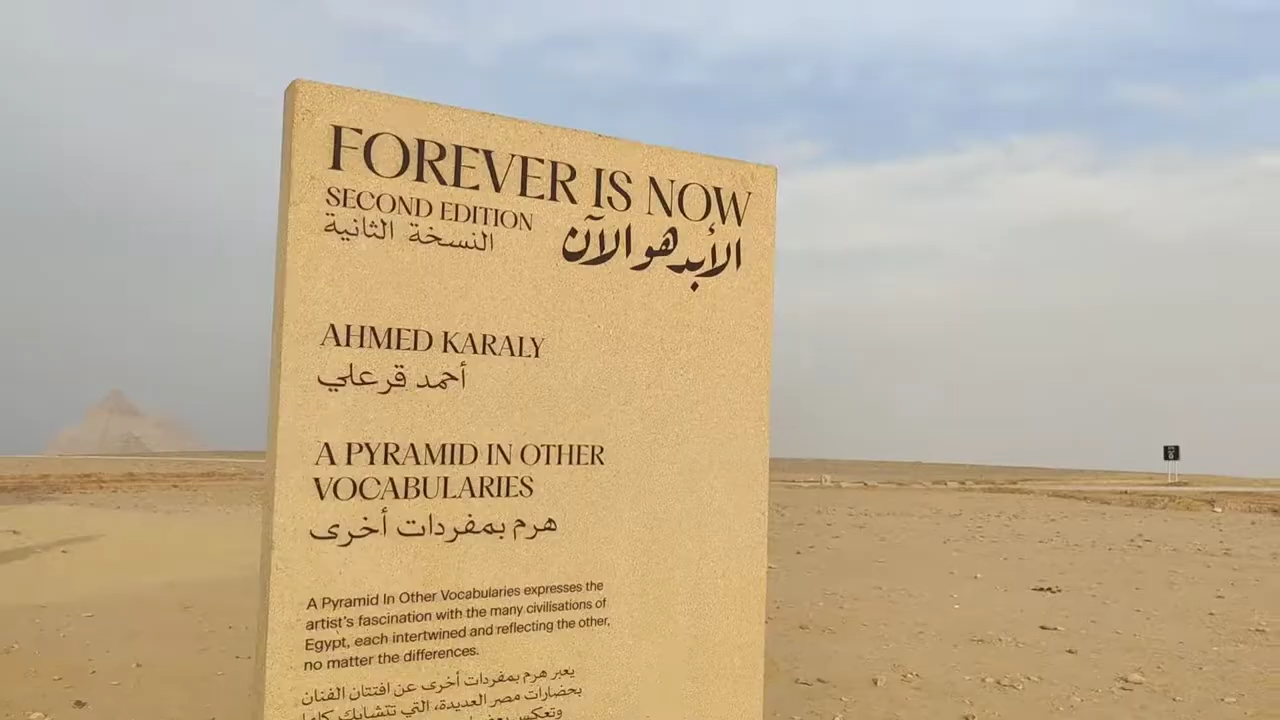 FOREVER IS NOW
SECOND EDITION
النسخة الثانية
الأبد هو الآن
AHMED KARALY
أحمد قرعلي
A PYRAMID IN OTHER
VOCABULARIES
هرم بمفردات أخرى
A Pyramid In Other Vocabularies expresses the
artist's fascination with the many civilisations of
Egypt, each intertwined and reflecting the other,
no matter the differences.
يعبر هرم بمفردات أخرى عن افتتان الفنان
بحضارات مصر العديدة، التي تتشابك كلها
وتعكس